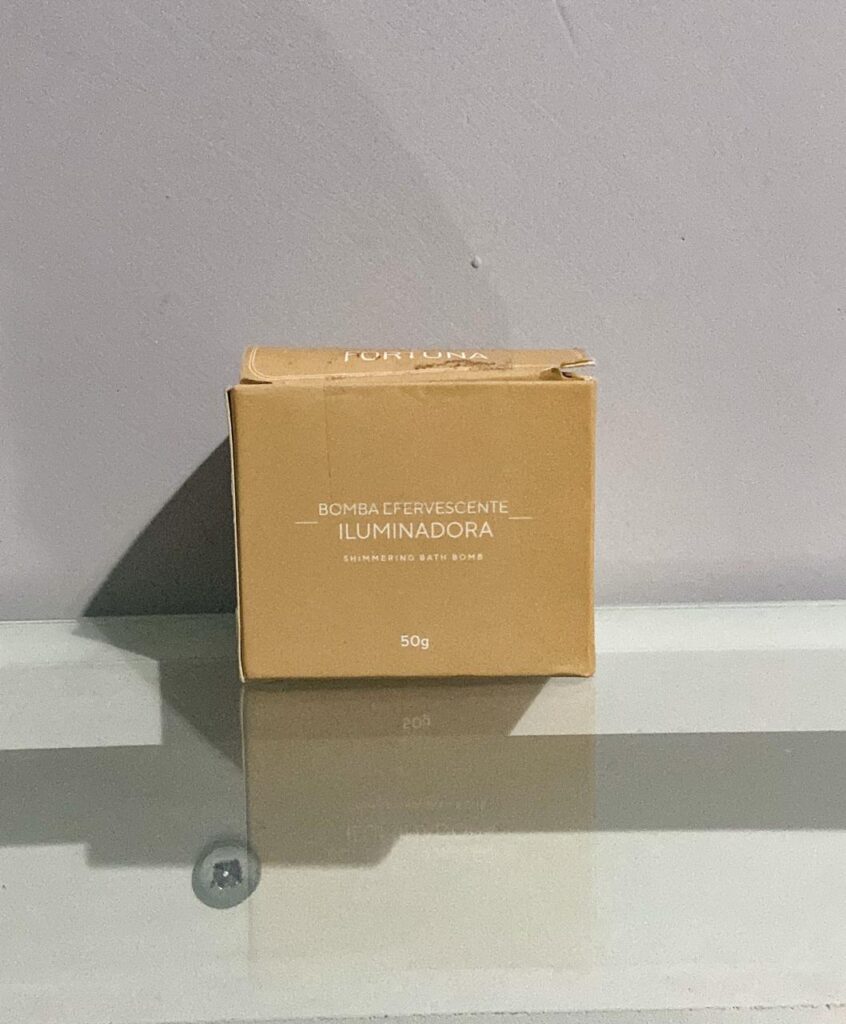 FORTUNA
BOMBA EFERVESCENTE
ILUMINADORA
SHIMMERING BATH BOMB
50g